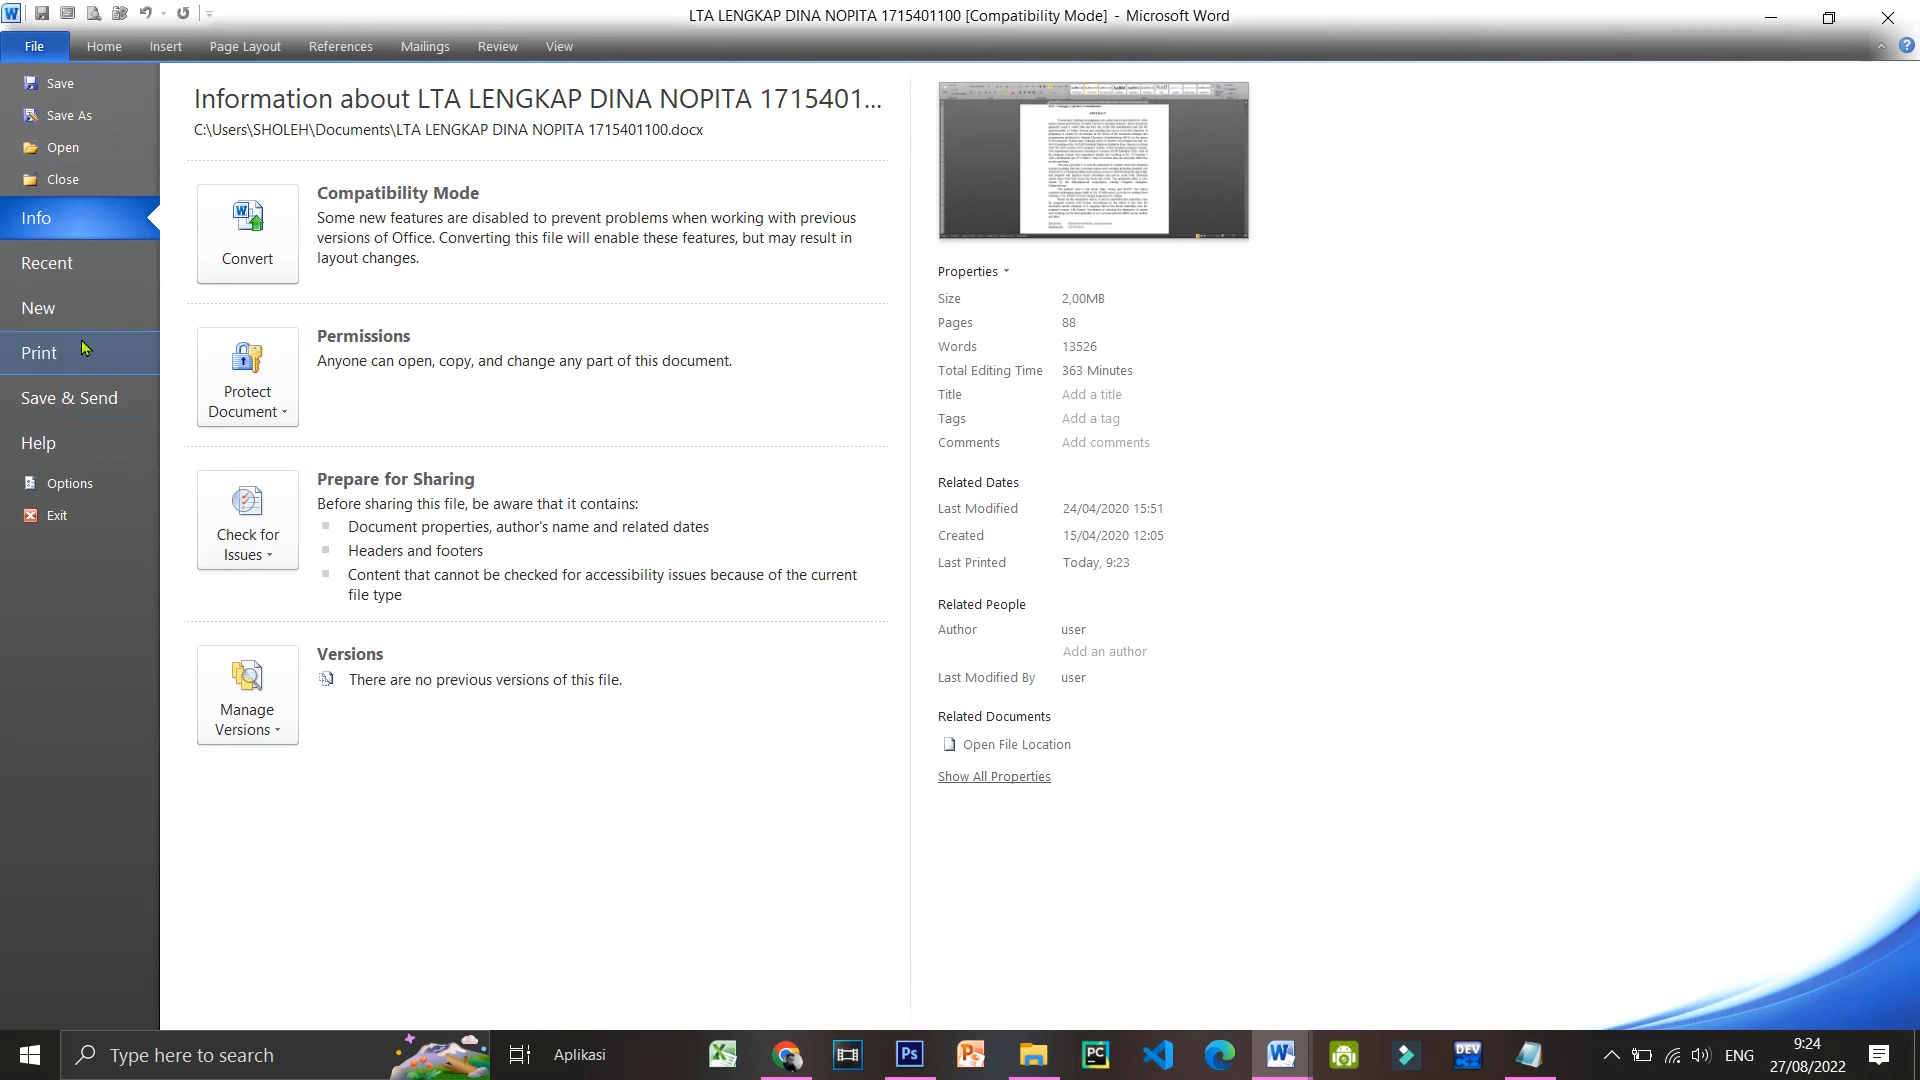 LTA LENGKAP DINA NOPITA 1715401100 [Compatibility Mode] - Microsoft Word
File Home Insert Page Layout References Mailings Review View
Save
Save As
Open
Close
Info
Recent
New
Print
Save & Send
Help
Options
Exit
Information about LTA LENGKAP DINA NOPITA 1715401...
C:\Users\SHOLEH\Documents\LTA LENGKAP DINA NOPITA 1715401100.docx
Convert
Compatibility Mode
Some new features are disabled to prevent problems when working with previous
versions of Office. Converting this file will enable these features, but may result in
layout changes.
Protect
Document
Permissions
Anyone can open, copy, and change any part of this document.
Check for
Issues
Prepare for Sharing
Before sharing this file, be aware that it contains:
Document properties, author's name and related dates
Headers and footers
Content that cannot be checked for accessibility issues because of the current
file type
Manage
Versions
Versions
There are no previous versions of this file.
Properties
Size 2,00MB
Pages 88
Words 13526
Total Editing Time 363 Minutes
Title Add a title
Tags Add a tag
Comments Add comments
Related Dates
Last Modified 24/04/2020 15:51
Created 15/04/2020 12:05
Last Printed Today, 9:23
Related People
Author user
Add an author
Last Modified By user
Related Documents
Open File Location
Show All Properties
Type here to search
Aplikasi
Ps
PC
DEV
ENG
9:24
27/08/2022